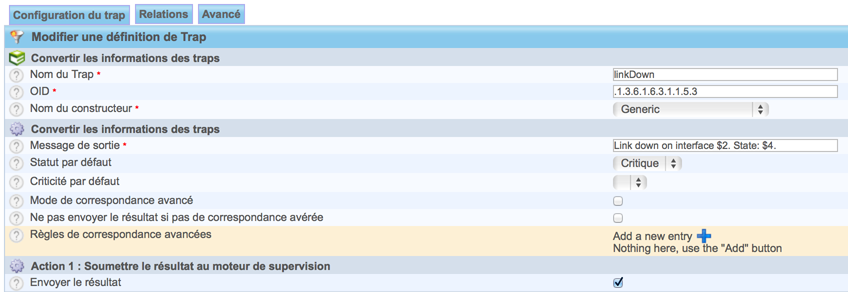 Configuration du trap Relations Avancé
Modifier une définition de Trap
Convertir les informations des traps
Nom du Trap * linkDown
OID * .1.3.6.1.6.3.1.1.5.3
Nom du constructeur * Generic
Convertir les informations des traps
Message de sortie * Link down on interface $2. State: $4.
Statut par défaut Critique
Criticité par défaut
Mode de correspondance avancé
Ne pas envoyer le résultat si pas de correspondance avérée
Règles de correspondance avancées Add a new entry
Nothing here, use the "Add" button
Action 1 : Soumettre le résultat au moteur de supervision
Envoyer le résultat